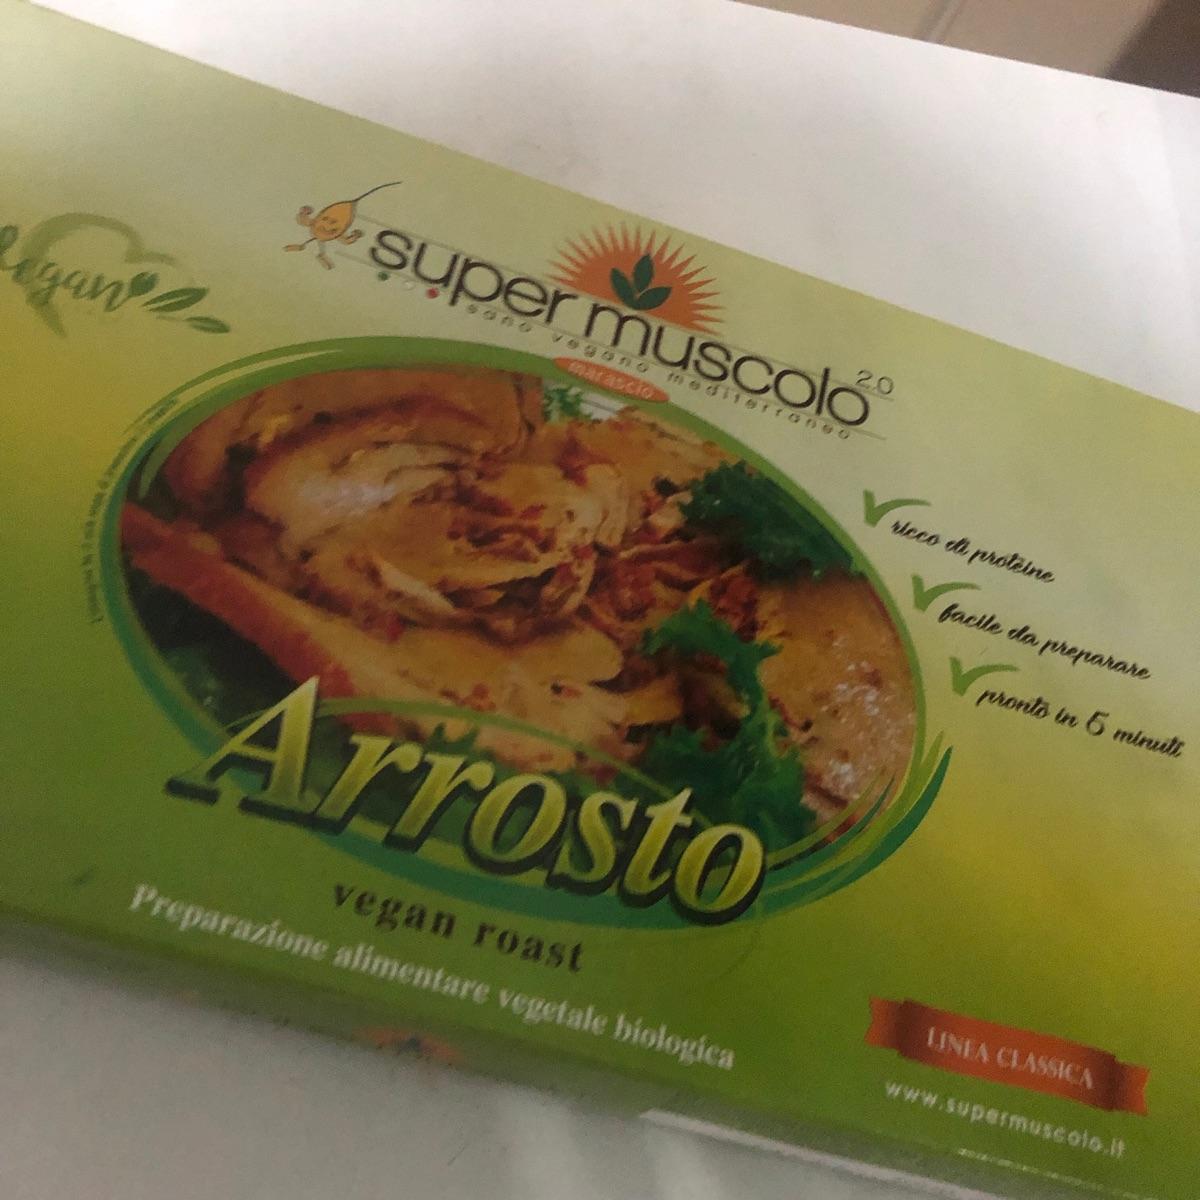 Vegan
super muscolo 2.0
sano vegano mediterraneo
marascio
ricco di proteine
facile da preparare
pronto in 5 minuti
Arrosto
vegan roast
Preparazione alimentare vegetale biologica
LINEA CLASSICA
www.supermuscolo.it